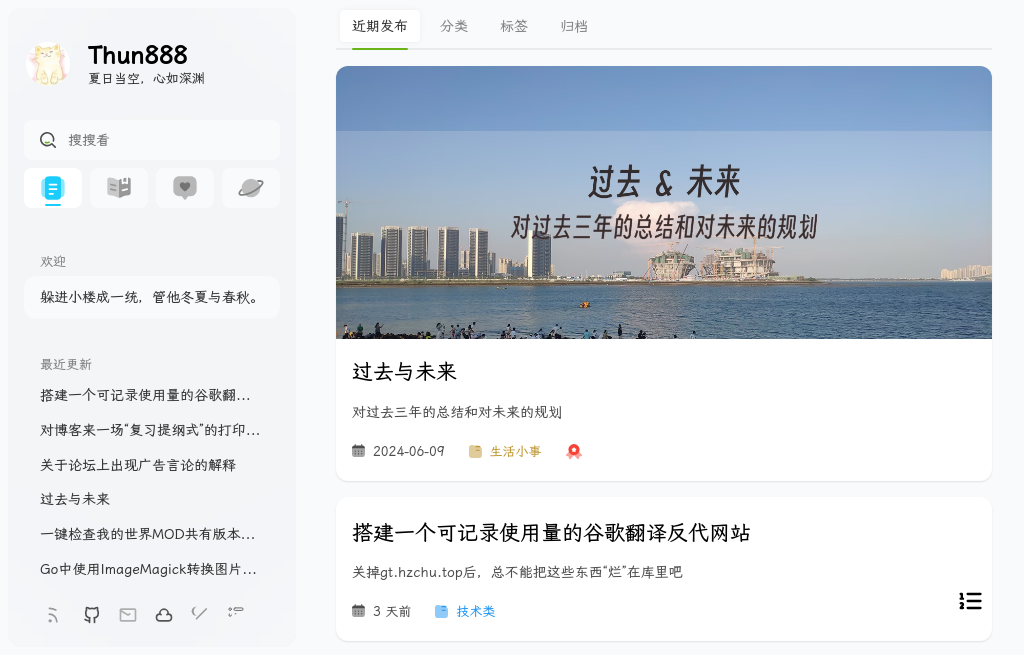 Thun888
夏日当空，心如深渊
搜搜看
欢迎
躲进小楼成一统，管他冬夏与春秋。
最近更新
搭建一个可记录使用量的谷歌翻...
对博客来一场“复习提纲式”的打印...
关于论坛上出现广告言论的解释
过去与未来
一键检查我的世界MOD共有版本...
Go中使用ImageMagick转换图片...
近期发布 分类 标签 归档
过去 & 未来
对过去三年的总结和对未来的规划
过去与未来
对过去三年的总结和对未来的规划
2024-06-09 生活小事
搭建一个可记录使用量的谷歌翻译反代网站
关掉gt.hzchu.top后，总不能把这些东西“烂”在库里吧
3 天前 技术类